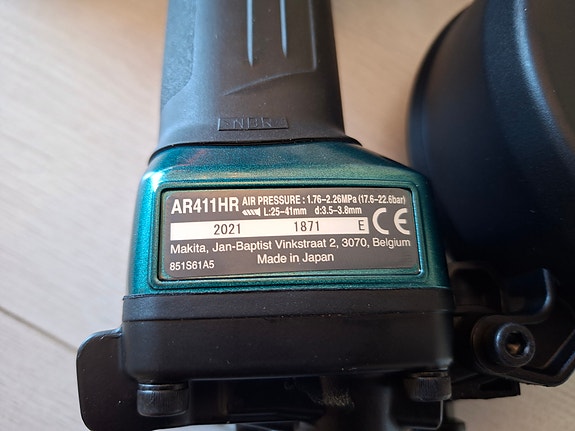 NBR
AR411HR AIR PRESSURE : 1.76–2.26MPa (17.6–22.6bar)
L:25–41mm d:3.5–3.8mm
2021 1871 E CE
Makita, Jan-Baptist Vinkstraat 2, 3070, Belgium
851S61A5 Made in Japan